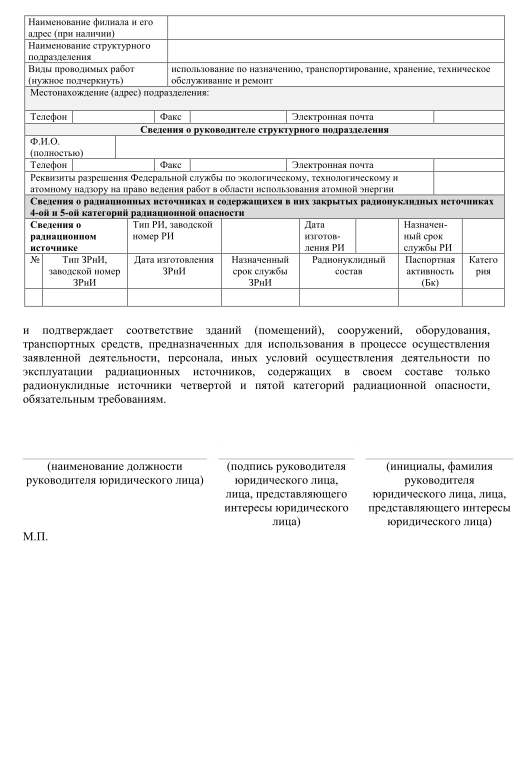 Наименование филиала и его
адрес (при наличии)
Наименование структурного
подразделения
Виды проводимых работ
(нужное подчеркнуть)
использование по назначению, транспортирование, хранение, техническое
обслуживание и ремонт
Местонахождение (адрес) подразделения:
Телефон Факс Электронная почта
Сведения о руководителе структурного подразделения
Ф.И.О.
(полностью)
Телефон Факс Электронная почта
Реквизиты разрешения Федеральной службы по экологическому, технологическому и
атомному надзору на право ведения работ в области использования атомной энергии
Сведения о радиационных источниках и содержащихся в них закрытых радионуклидных источниках
4-ой и 5-ой категорий радиационной опасности
Сведения о
радиационном
источнике
Тип РИ, заводской
номер РИ
Дата
изготов-
ления РИ
Назначен-
ный срок
службы РИ
№
Тип ЗРнИ,
заводской номер
ЗРнИ
Дата изготовления
ЗРнИ
Назначенный
срок службы
ЗРнИ
Радионуклидный
состав
Паспортная
активность
(Бк)
Катего
рия
и подтверждает соответствие зданий (помещений), сооружений, оборудования,
транспортных средств, предназначенных для использования в процессе осуществления
заявленной деятельности, персонала, иных условий осуществления деятельности по
эксплуатации радиационных источников, содержащих в своем составе только
радионуклидные источники четвертой и пятой категорий радиационной опасности,
обязательным требованиям.
(наименование должности
руководителя юридического лица)
(подпись руководителя
юридического лица,
лица, представляющего
интересы юридического
лица)
(инициалы, фамилия
руководителя
юридического лица, лица,
представляющего интересы
юридического лица)
М.П.